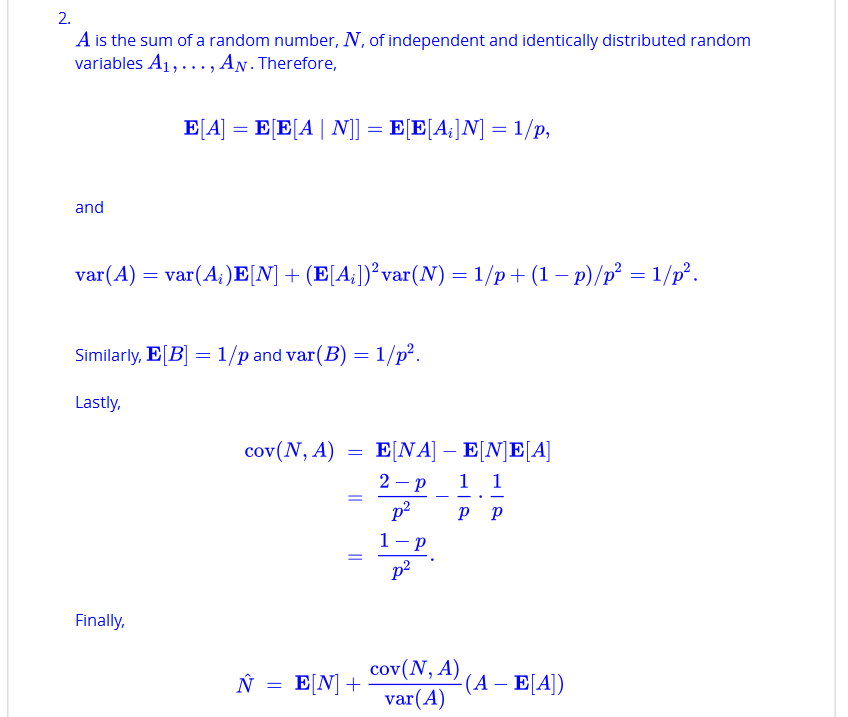 2.
A is the sum of a random number, N, of independent and identically distributed random
variables A₁, . . . , A_N. Therefore,
E[A] = E[E[A | N]] = E[E[A_i]N] = 1/p,
and
var(A) = var(A_i)E[N] + (E[A_i])²var(N) = 1/p + (1 − p)/p² = 1/p².
Similarly, E[B] = 1/p and var(B) = 1/p².
Lastly,
cov(N, A) = E[NA] − E[N]E[A]
= (2 − p)/p² − 1/p · 1/p
= (1 − p)/p².
Finally,
N̂ = E[N] + cov(N, A)/var(A) (A − E[A])